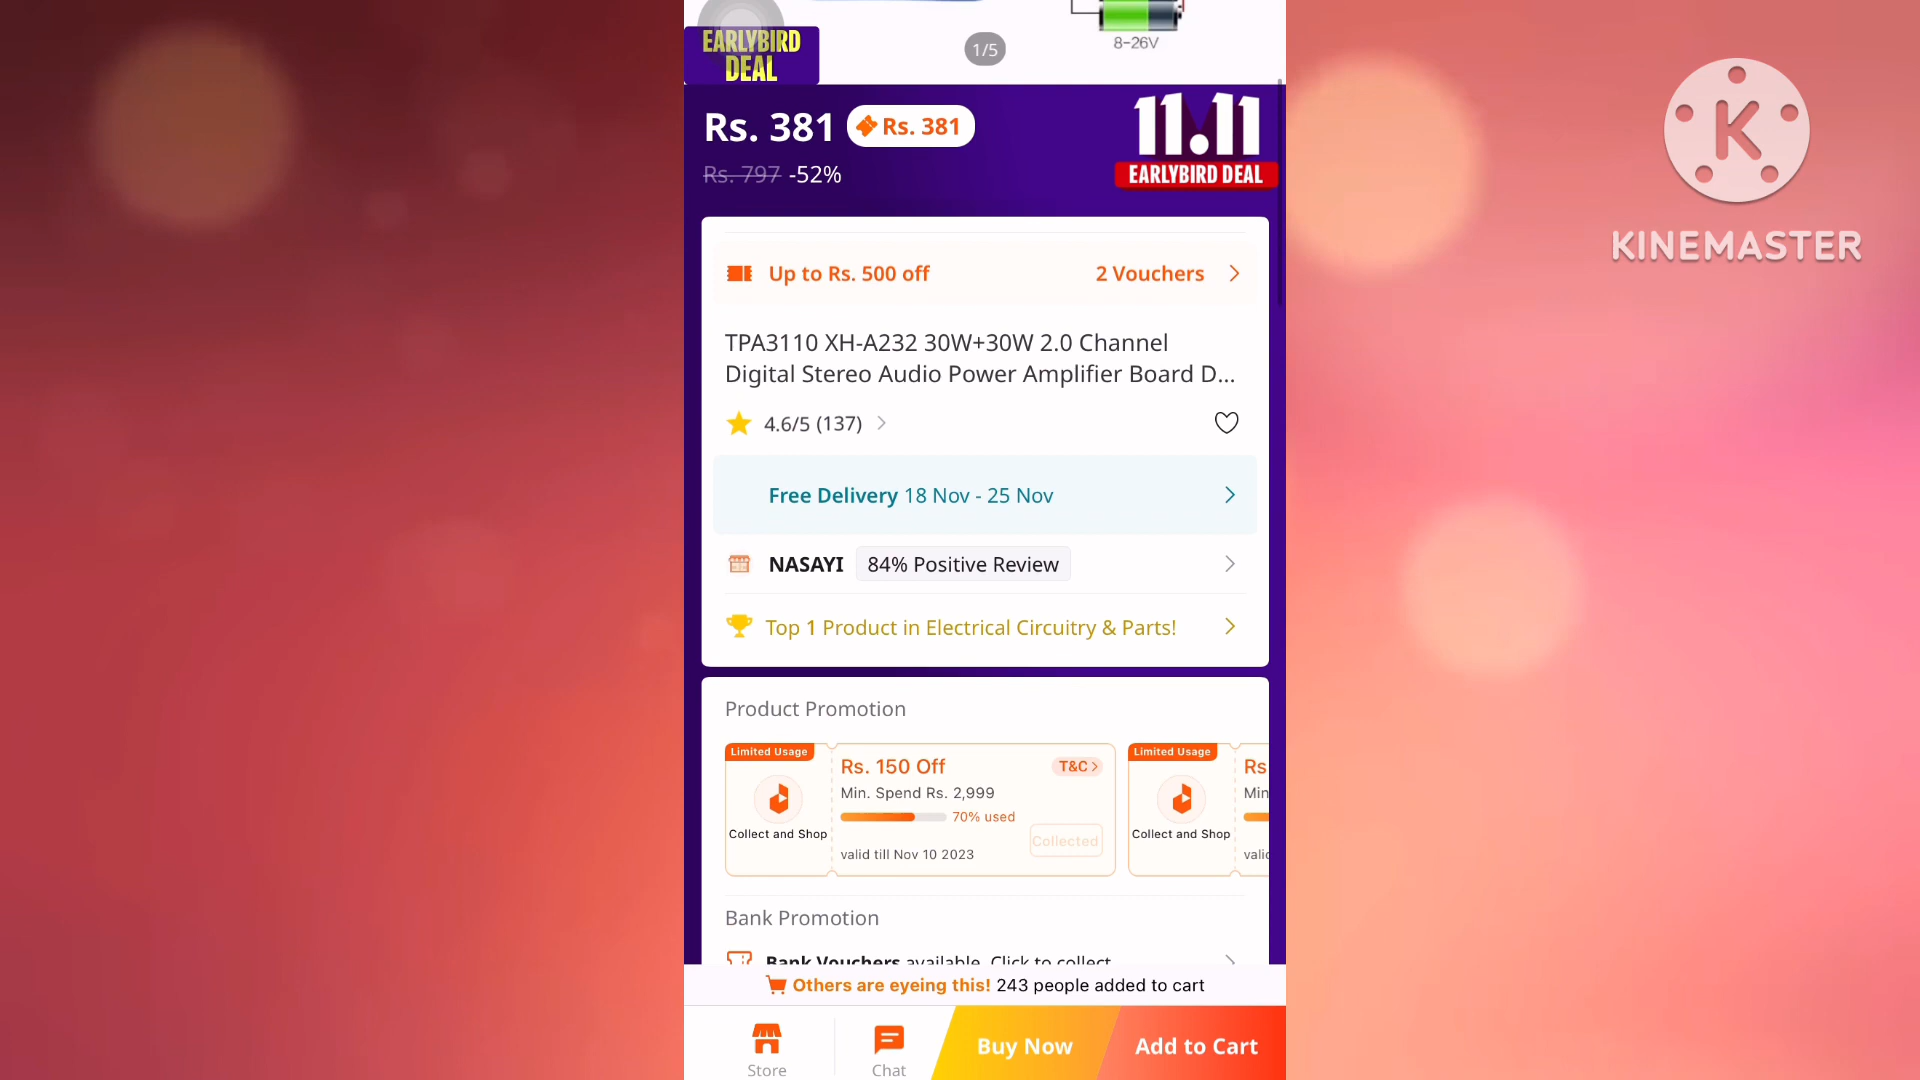 8-26V
EARLYBIRD
DEAL
1/5
Rs. 381
Rs. 381
Rs. 797 -52%
11.11
EARLYBIRD DEAL
K
KINEMASTER
Up to Rs. 500 off
2 Vouchers
TPA3110 XH-A232 30W+30W 2.0 Channel
Digital Stereo Audio Power Amplifier Board D...
4.6/5 (137)
Free Delivery 18 Nov - 25 Nov
NASAYI 84% Positive Review
Top 1 Product in Electrical Circuitry & Parts!
Product Promotion
Limited Usage
Rs. 150 Off
T&C
Min. Spend Rs. 2,999
70% used
Collect and Shop
Collected
valid till Nov 10 2023
Limited Usage
Rs
Min
Collect and Shop
valid
Bank Promotion
Bank Vouchers available. Click to collect
Others are eyeing this! 243 people added to cart
Store
Chat
Buy Now
Add to Cart